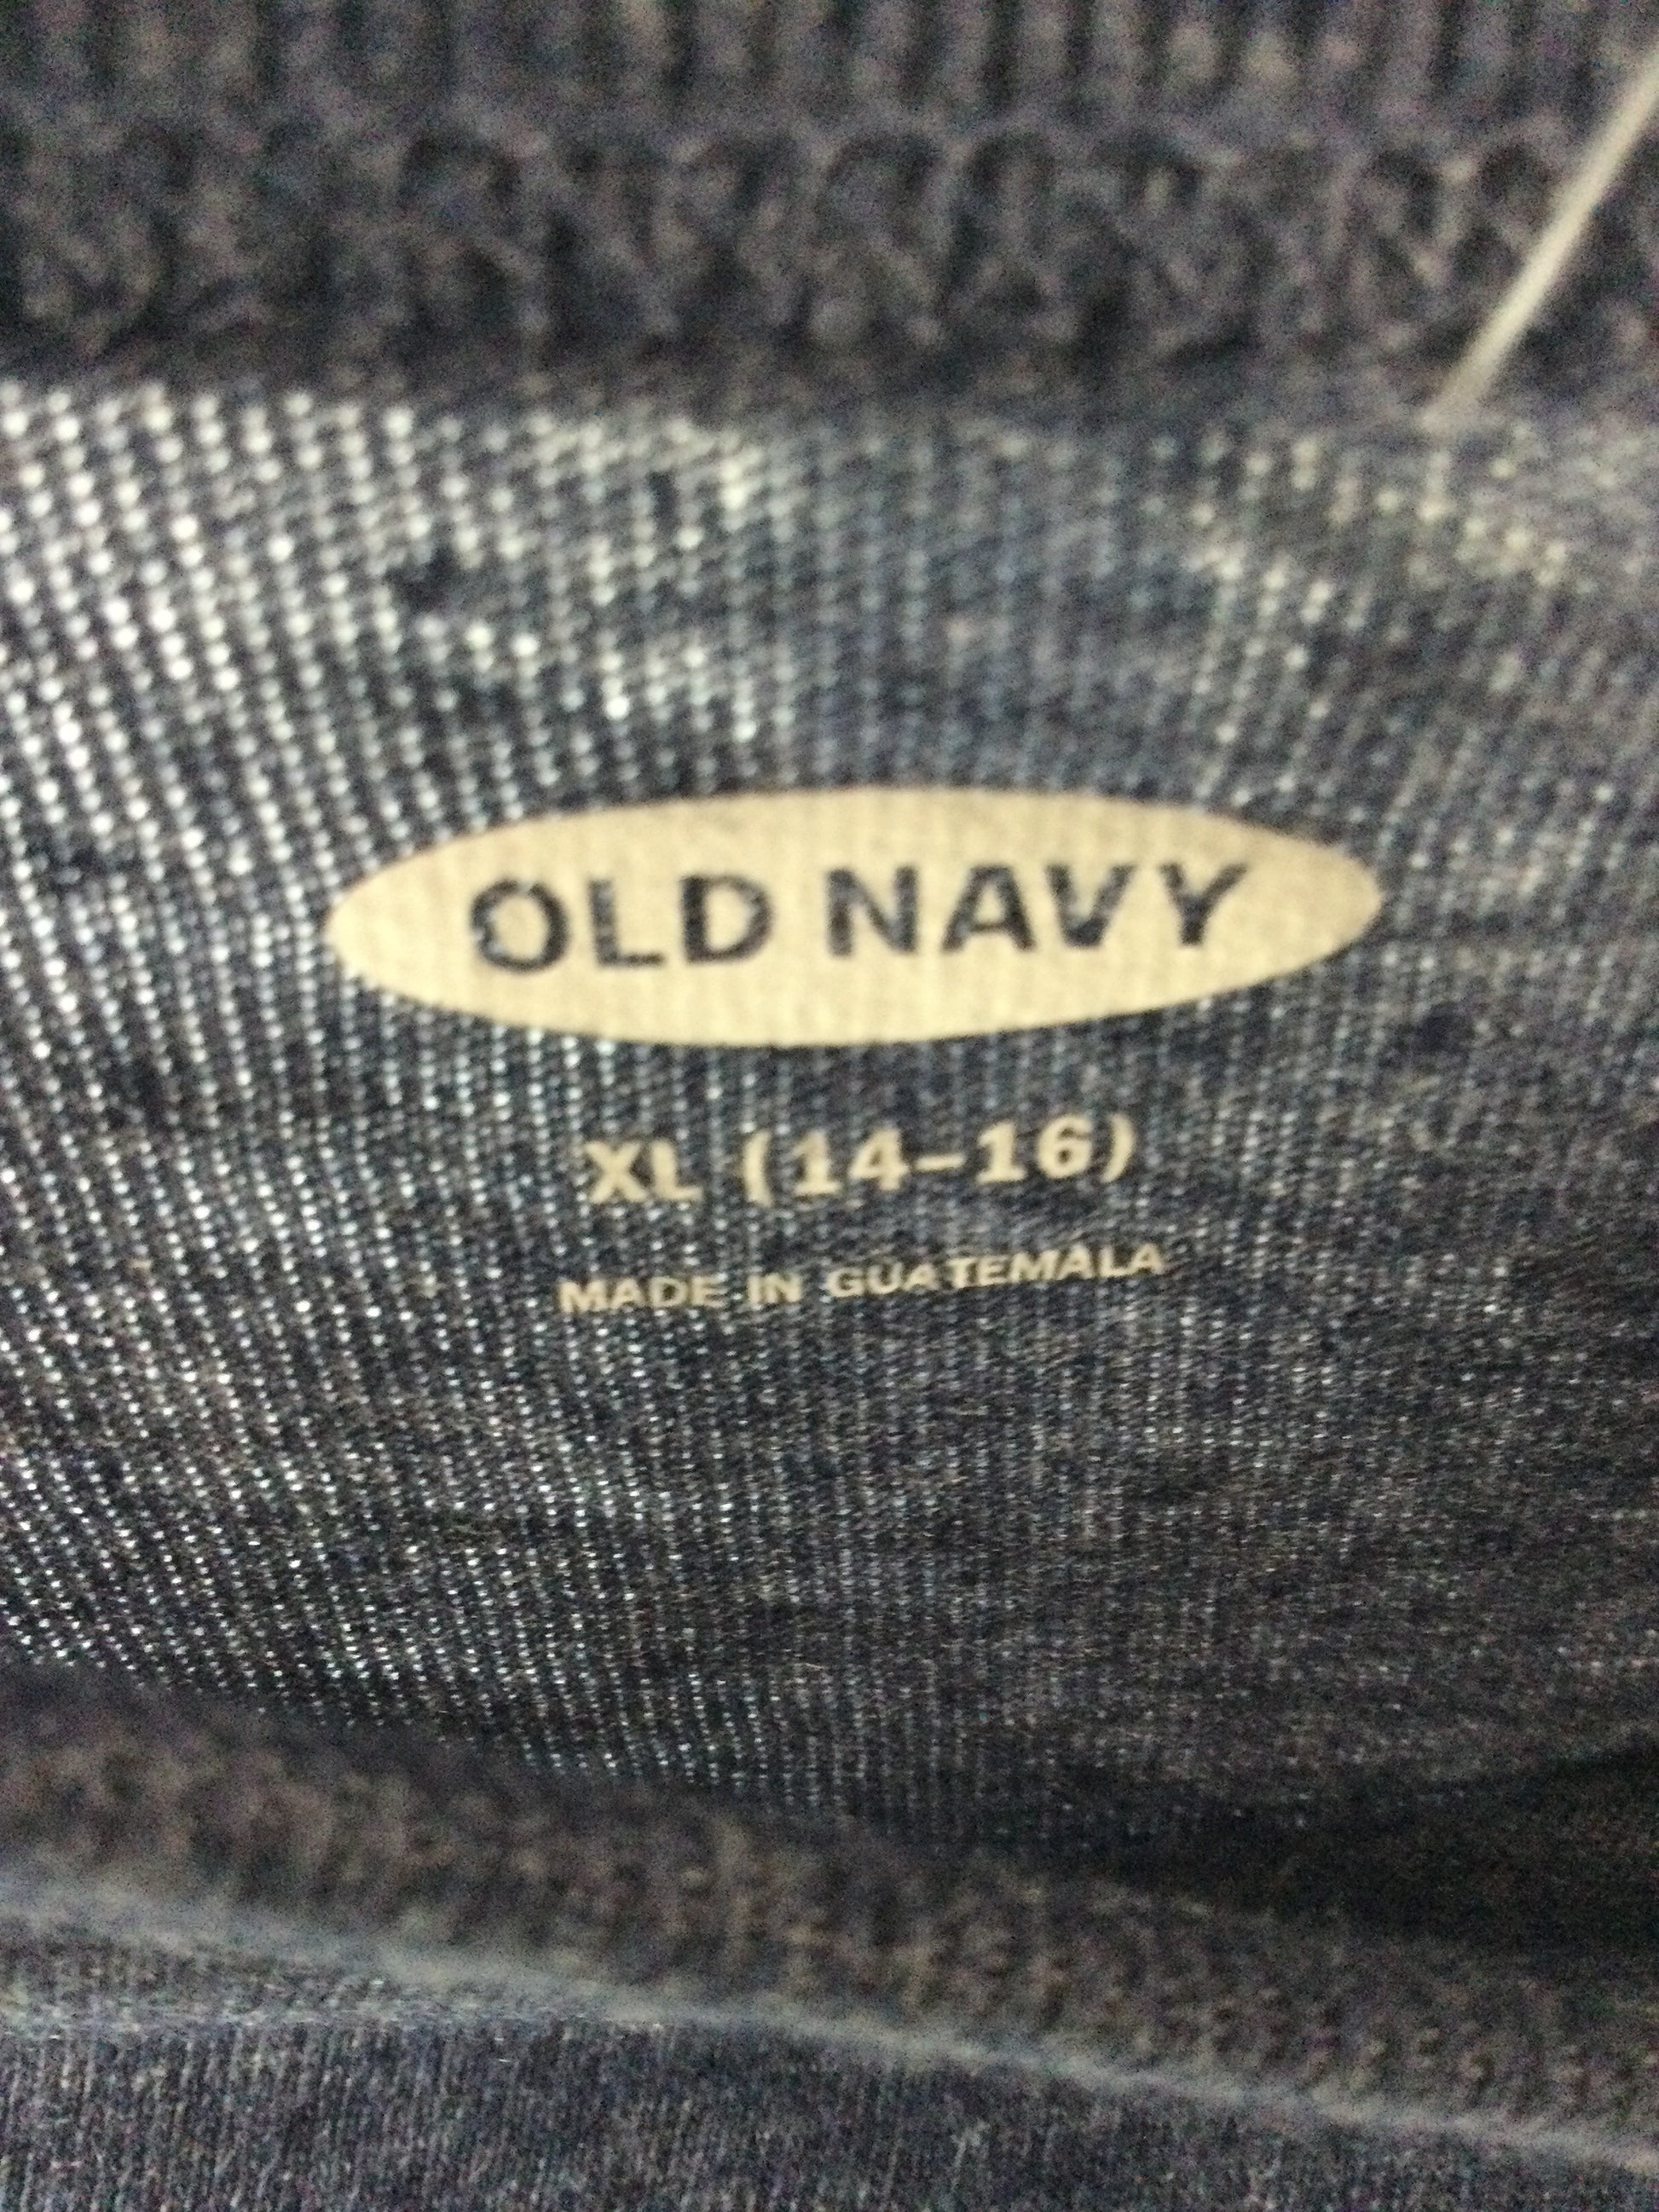 OLD NAVY
XL (14-16)
MADE IN GUATEMALA